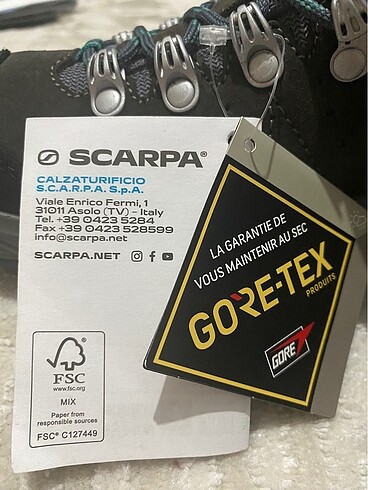 SCARPA®
CALZATURIFICIO
S.C.A.R.P.A. S.p.A.
Viale Enrico Fermi, 1
31011 Asolo (TV) - Italy
Tel. +39 0423 5284
Fax +39 0423 528599
info@scarpa.net
SCARPA.NET
FSC
www.fsc.org
MIX
Paper from
responsible sources
FSC® C127449
LA GARANTIE DE
VOUS MAINTENIR AU SEC
GORE-TEX
PRODUITS
GORE